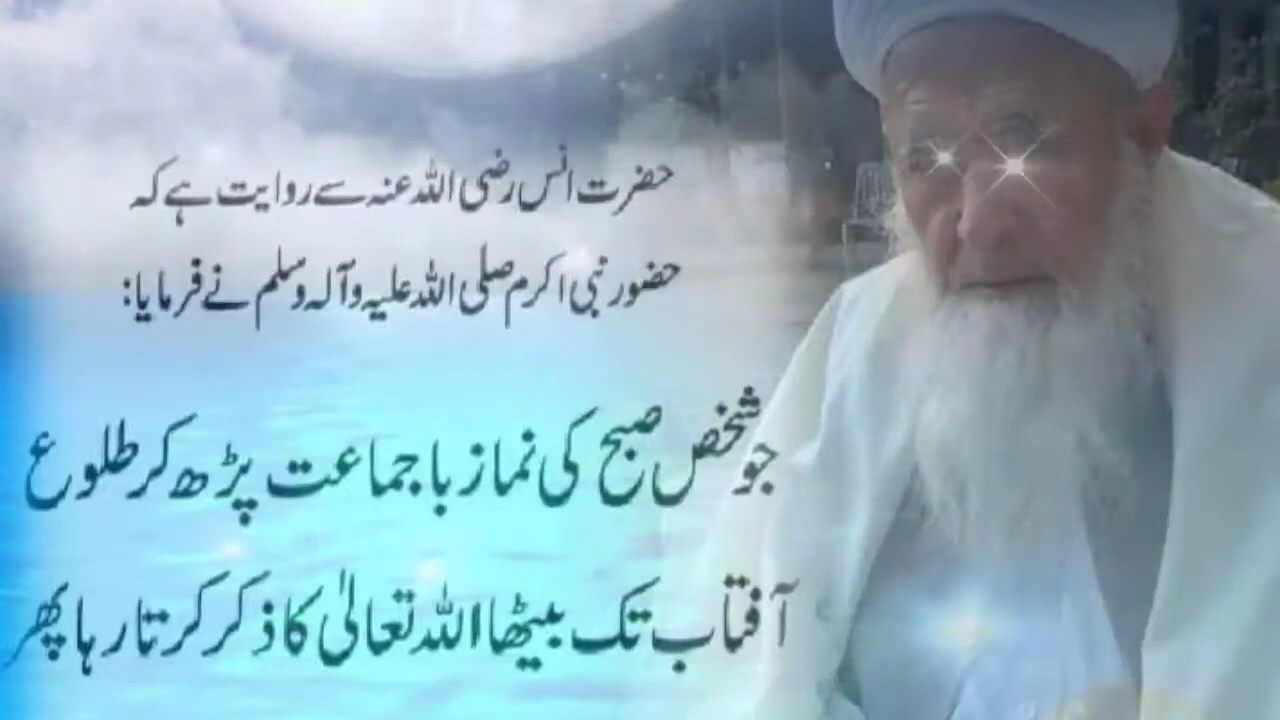 حضرت انس رضی اللہ عنہ سے روایت ہے کہ
حضور نبی اکرم صلی اللہ علیہ وآلہ وسلم نے فرمایا:
جو شخص صبح کی نماز باجماعت پڑھ کر طلوع
آفتاب تک بیٹھا اللہ تعالیٰ کا ذکر کرتا رہا پھر